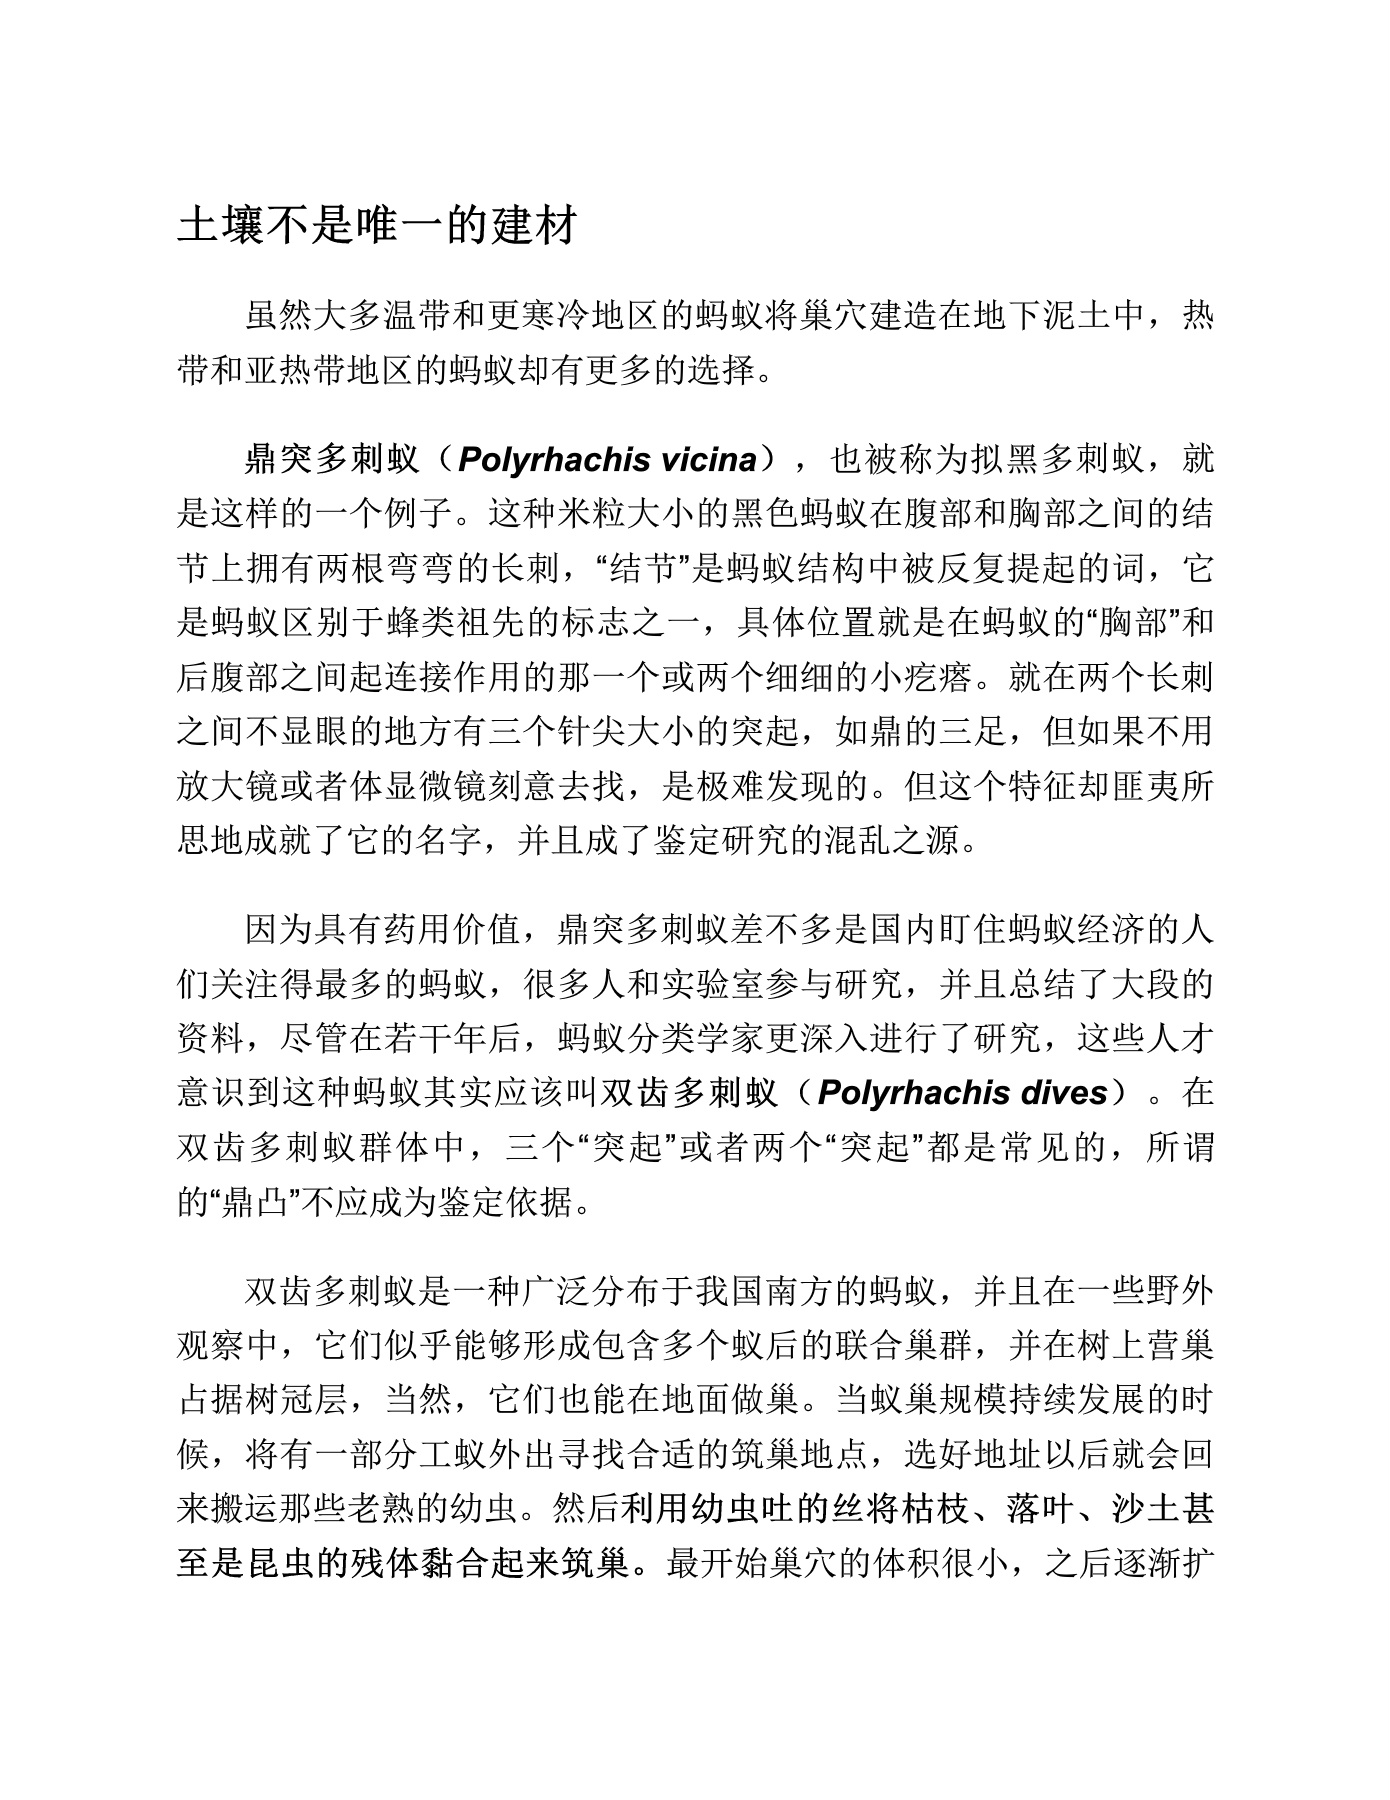 土壤不是唯一的建材
虽然大多温带和更寒冷地区的蚂蚁将巢穴建造在地下泥土中，热
带和亚热带地区的蚂蚁却有更多的选择。
鼎突多刺蚁（Polyrhachis vicina），也被称为拟黑多刺蚁，就
是这样的一个例子。这种米粒大小的黑色蚂蚁在腹部和胸部之间的结
节上拥有两根弯弯的长刺，“结节”是蚂蚁结构中被反复提起的词，它
是蚂蚁区别于蜂类祖先的标志之一，具体位置就是在蚂蚁的“胸部”和
后腹部之间起连接作用的那一个或两个细细的小疙瘩。就在两个长刺
之间不显眼的地方有三个针尖大小的突起，如鼎的三足，但如果不用
放大镜或者体显微镜刻意去找，是极难发现的。但这个特征却匪夷所
思地成就了它的名字，并且成了鉴定研究的混乱之源。
因为具有药用价值，鼎突多刺蚁差不多是国内盯住蚂蚁经济的人
们关注得最多的蚂蚁，很多人和实验室参与研究，并且总结了大段的
资料，尽管在若干年后，蚂蚁分类学家更深入进行了研究，这些人才
意识到这种蚂蚁其实应该叫双齿多刺蚁（Polyrhachis dives）。在
双齿多刺蚁群体中，三个“突起”或者两个“突起”都是常见的，所谓
的“鼎凸”不应成为鉴定依据。
双齿多刺蚁是一种广泛分布于我国南方的蚂蚁，并且在一些野外
观察中，它们似乎能够形成包含多个蚁后的联合巢群，并在树上营巢
占据树冠层，当然，它们也能在地面做巢。当蚁巢规模持续发展的时
候，将有一部分工蚁外出寻找合适的筑巢地点，选好地址以后就会回
来搬运那些老熟的幼虫。然后利用幼虫吐的丝将枯枝、落叶、沙土甚
至是昆虫的残体黏合起来筑巢。最开始巢穴的体积很小，之后逐渐扩